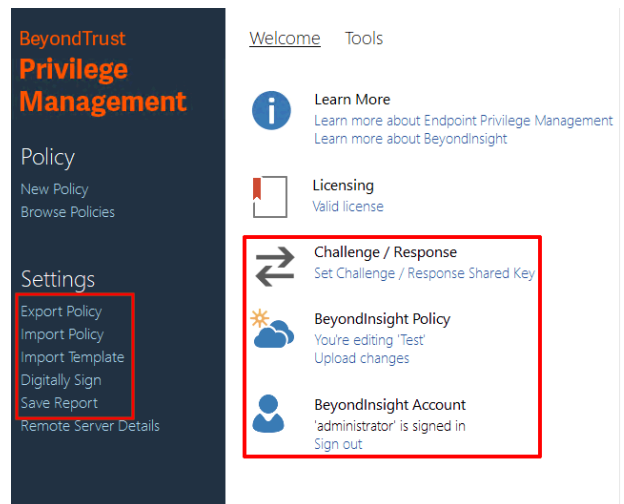 BeyondTrust
Privilege
Management
Policy
New Policy
Browse Policies
Settings
Export Policy
Import Policy
Import Template
Digitally Sign
Save Report
Remote Server Details
Welcome Tools
Learn More
Learn more about Endpoint Privilege Management
Learn more about BeyondInsight
Licensing
Valid license
Challenge / Response
Set Challenge / Response Shared Key
BeyondInsight Policy
You're editing 'Test'
Upload changes
BeyondInsight Account
'administrator' is signed in
Sign out